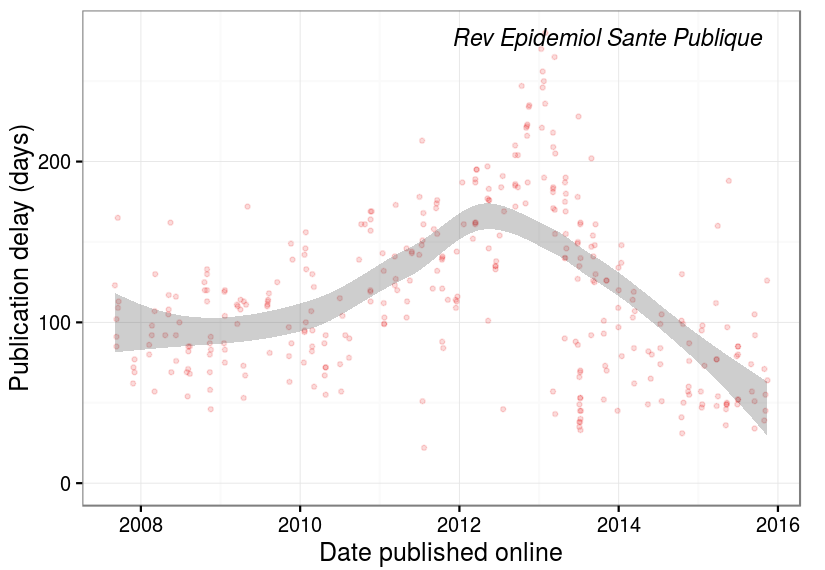 Rev Epidemiol Sante Publique
Publication delay (days)
200
100
0
2008 2010 2012 2014 2016
Date published online